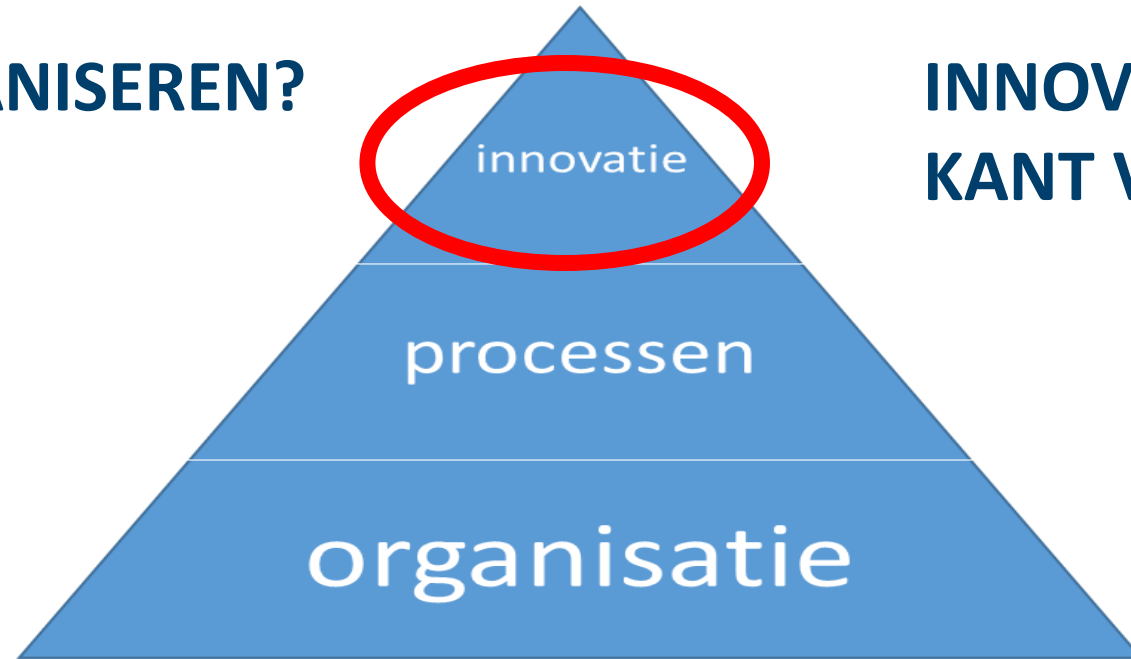 ANISEREN?
INNOV
KANT V
innovatie
processen
organisatie